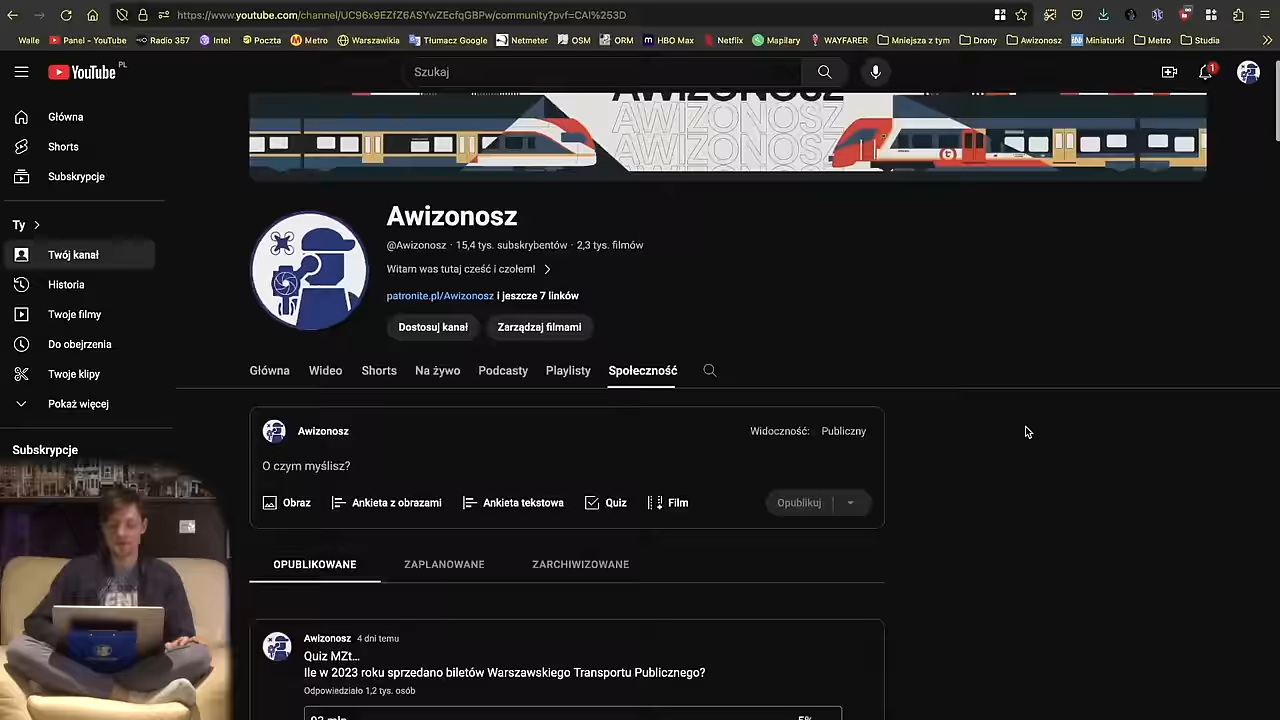 https://www.youtube.com/channel/UC96x9EZfZ6ASYwZEcfqGBPw/community?pvf=CAI%253D
Walle Panel - YouTube Radio 357 Intel Poczta Metro Warszawikia Tłumacz Google Netmeter OSM ORM HBO Max Netflix Mapilary WAYFARER Mniejsza z tym Drony Awizonosz Miniaturki Metro Studia
YouTube PL
Szukaj
1
AWIZONOSZ
AWIZONOSZ
AWIZONOSZ
AWIZONOSZ
Główna
Shorts
Subskrypcje
Ty
Twój kanał
Historia
Twoje filmy
Do obejrzenia
Twoje klipy
Pokaż więcej
Subskrypcje
Awizonosz
@Awizonosz · 15,4 tys. subskrybentów · 2,3 tys. filmów
Witam was tutaj cześć i czołem!
patronite.pl/Awizonosz i jeszcze 7 linków
Dostosuj kanał Zarządzaj filmami
Główna Wideo Shorts Na żywo Podcasty Playlisty Społeczność
Awizonosz Widoczność: Publiczny
O czym myślisz?
Obraz Ankieta z obrazami Ankieta tekstowa Quiz Film Opublikuj
OPUBLIKOWANE ZAPLANOWANE ZARCHIWIZOWANE
Awizonosz 4 dni temu
Quiz MZt...
Ile w 2023 roku sprzedano biletów Warszawskiego Transportu Publicznego?
Odpowiedziało 1,2 tys. osób
5%